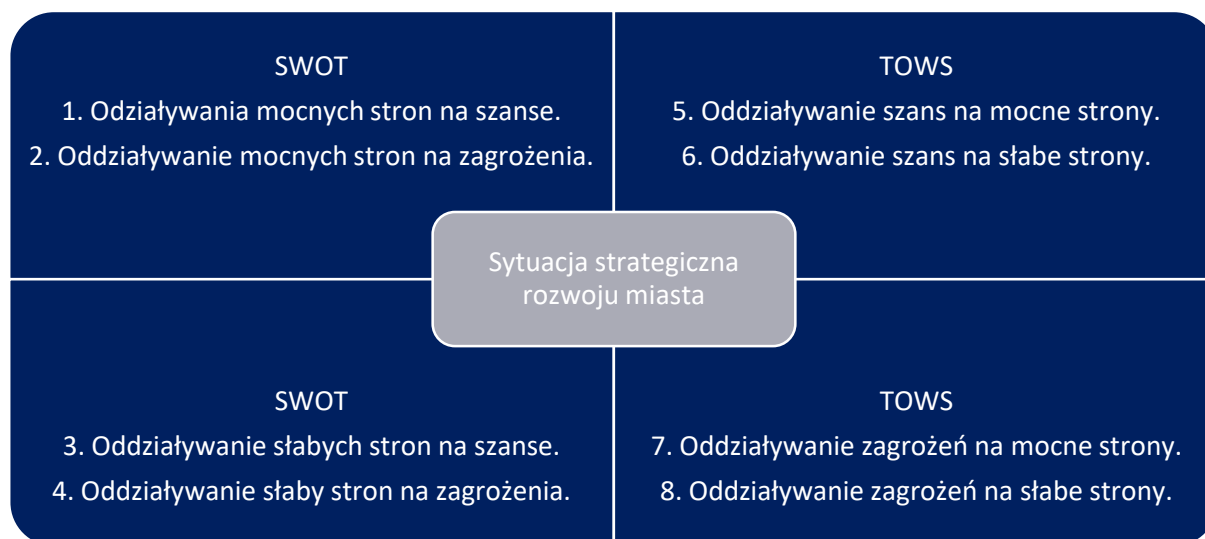 SWOT
1. Odziaływania mocnych stron na szanse.
2. Oddziaływanie mocnych stron na zagrożenia.
TOWS
5. Oddziaływanie szans na mocne strony.
6. Oddziaływanie szans na słabe strony.
Sytuacja strategiczna
rozwoju miasta
SWOT
3. Oddziaływanie słabych stron na szanse.
4. Oddziaływanie słaby stron na zagrożenia.
TOWS
7. Oddziaływanie zagrożeń na mocne strony.
8. Oddziaływanie zagrożeń na słabe strony.